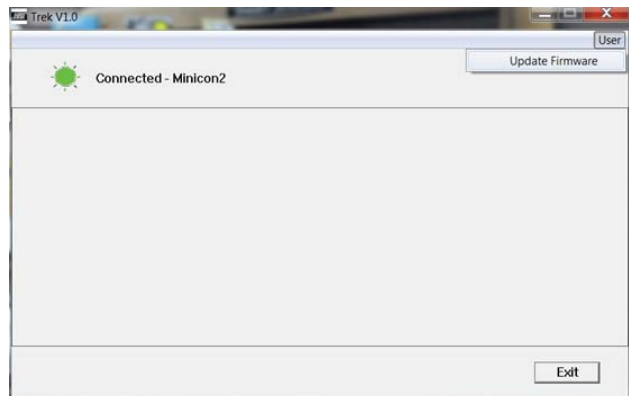 Trek V1.0
User
Update Firmware
Connected - Minicon2
Exit